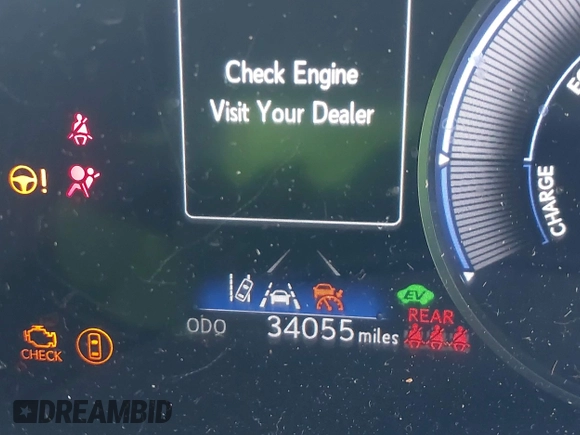 Check Engine
Visit Your Dealer
CHARGE
EV
REAR
ODO 34055 miles
CHECK
DREAMBID